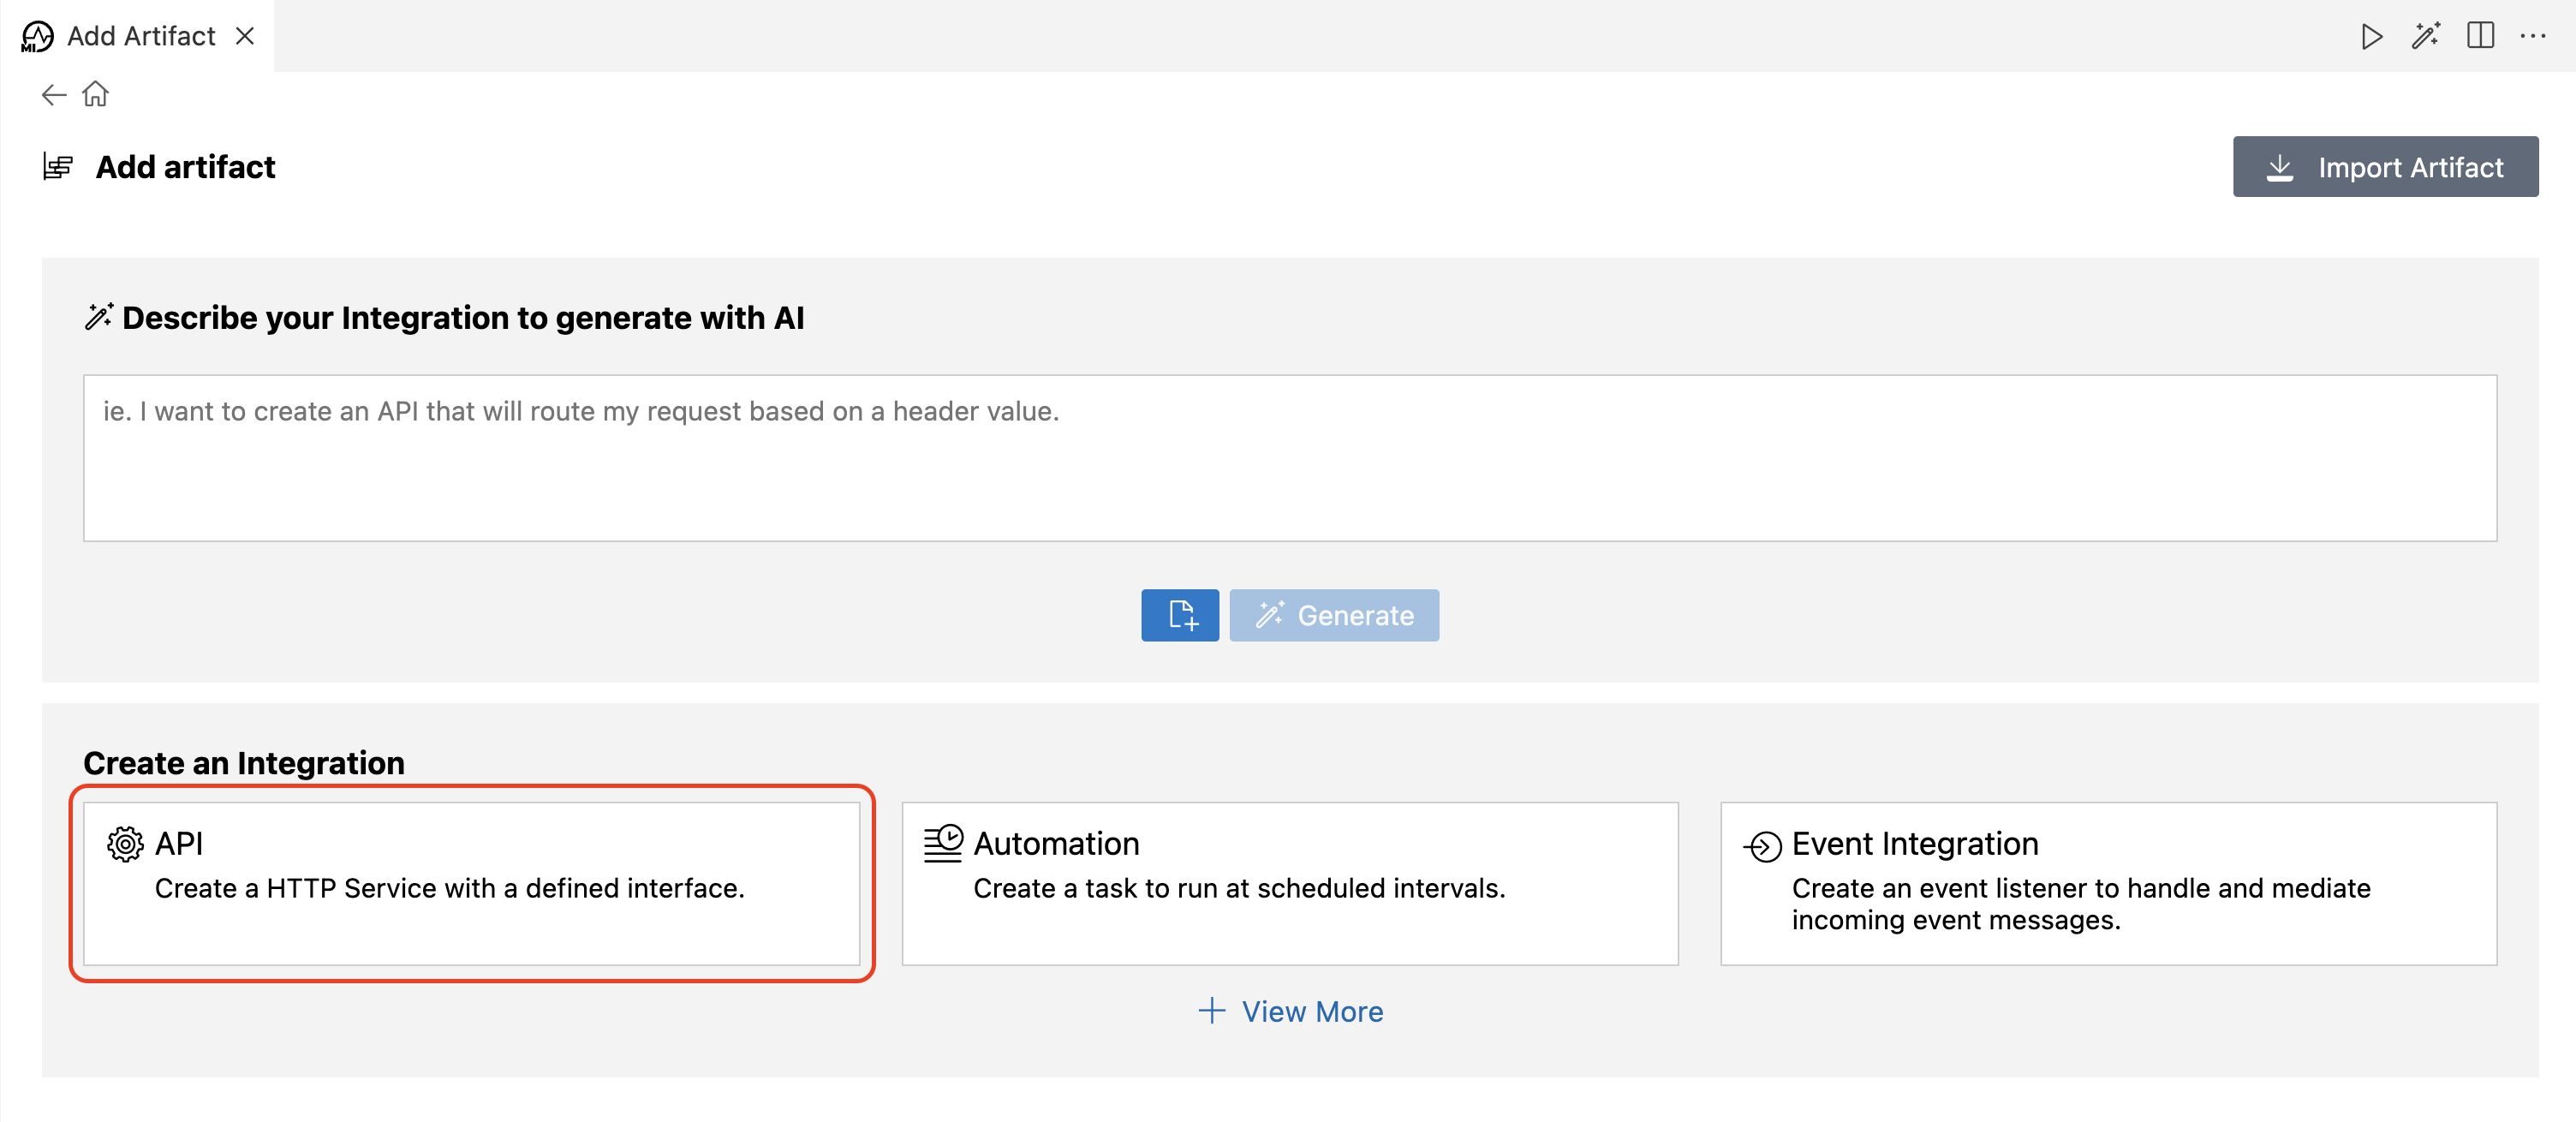 MI Add Artifact
Add artifact
Import Artifact
Describe your Integration to generate with AI
ie. I want to create an API that will route my request based on a header value.
Generate
Create an Integration
API
Create a HTTP Service with a defined interface.
Automation
Create a task to run at scheduled intervals.
Event Integration
Create an event listener to handle and mediate
incoming event messages.
View More